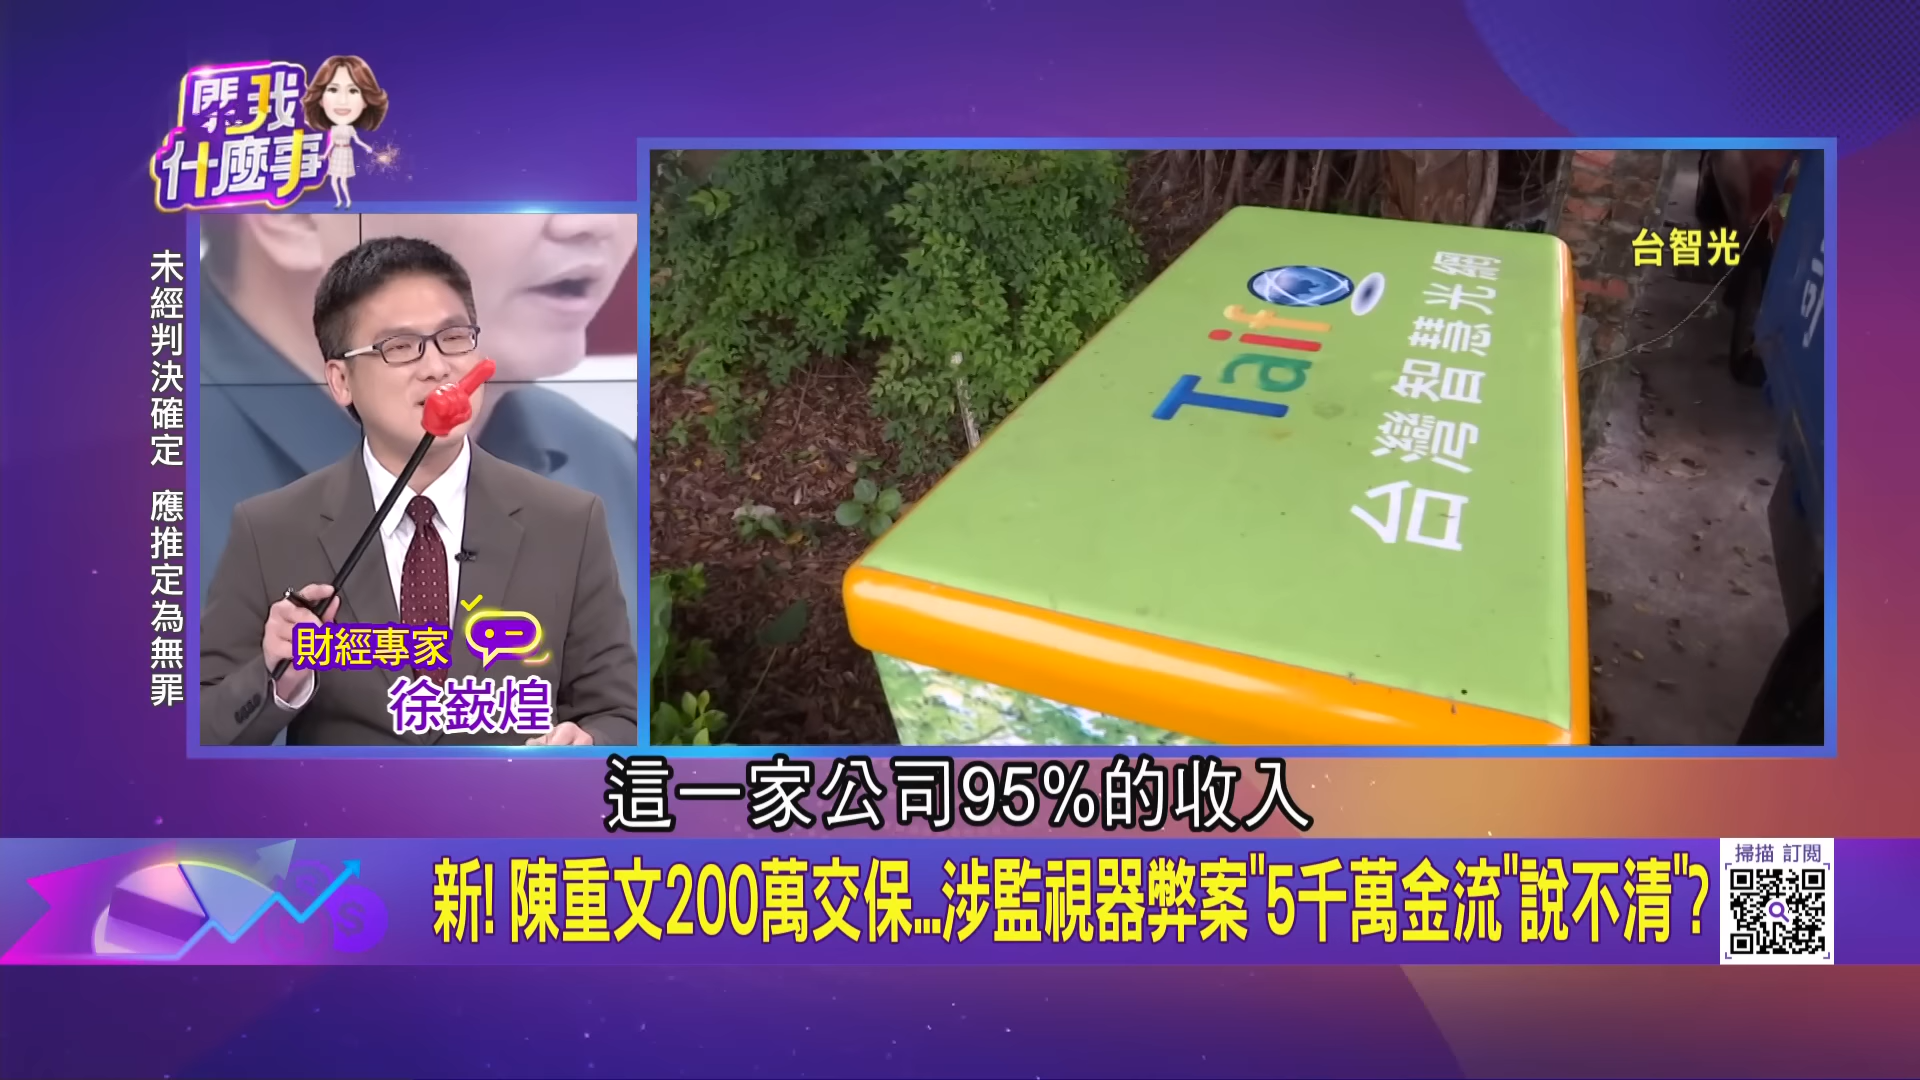 關我
什麼事
未經判決確定 應推定為無罪
台智光
Taifo
台灣智慧光網
財經專家
徐嶔煌
這一家公司95%的收入
新! 陳重文200萬交保...涉監視器弊案"5千萬金流"說不清"?
掃描 訂閱